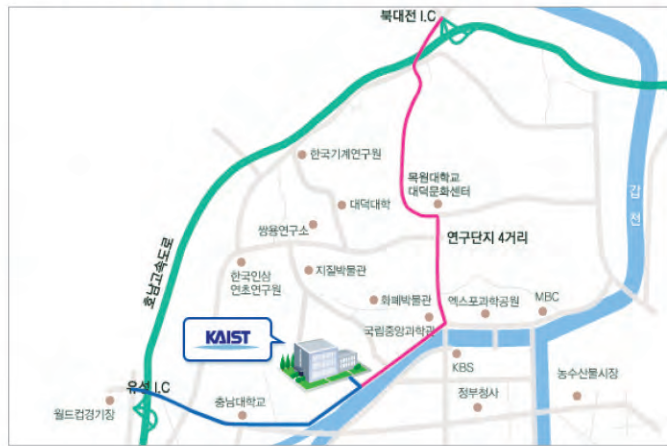 북대전 I.C
한국기계연구원
목원대학교
대덕문화센터
대덕대학
갑천
쌍용연구소
연구단지 4거리
호남고속도로
한국인삼
연초연구원
지질박물관
화폐박물관
엑스포과학공원
MBC
국립중앙과학관
KAIST
KBS
유성 I.C
농수산물시장
정부청사
충남대학교
월드컵경기장